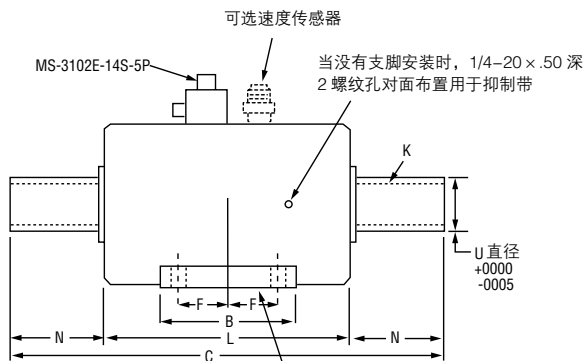 可选速度传感器
MS-3102E-14S-5P
当没有支脚安装时，1/4-20 × .50 深
2 螺纹孔对面布置用于抑制带
K
U 直径
+0000
-0005
F
F
B
N
L
N
C